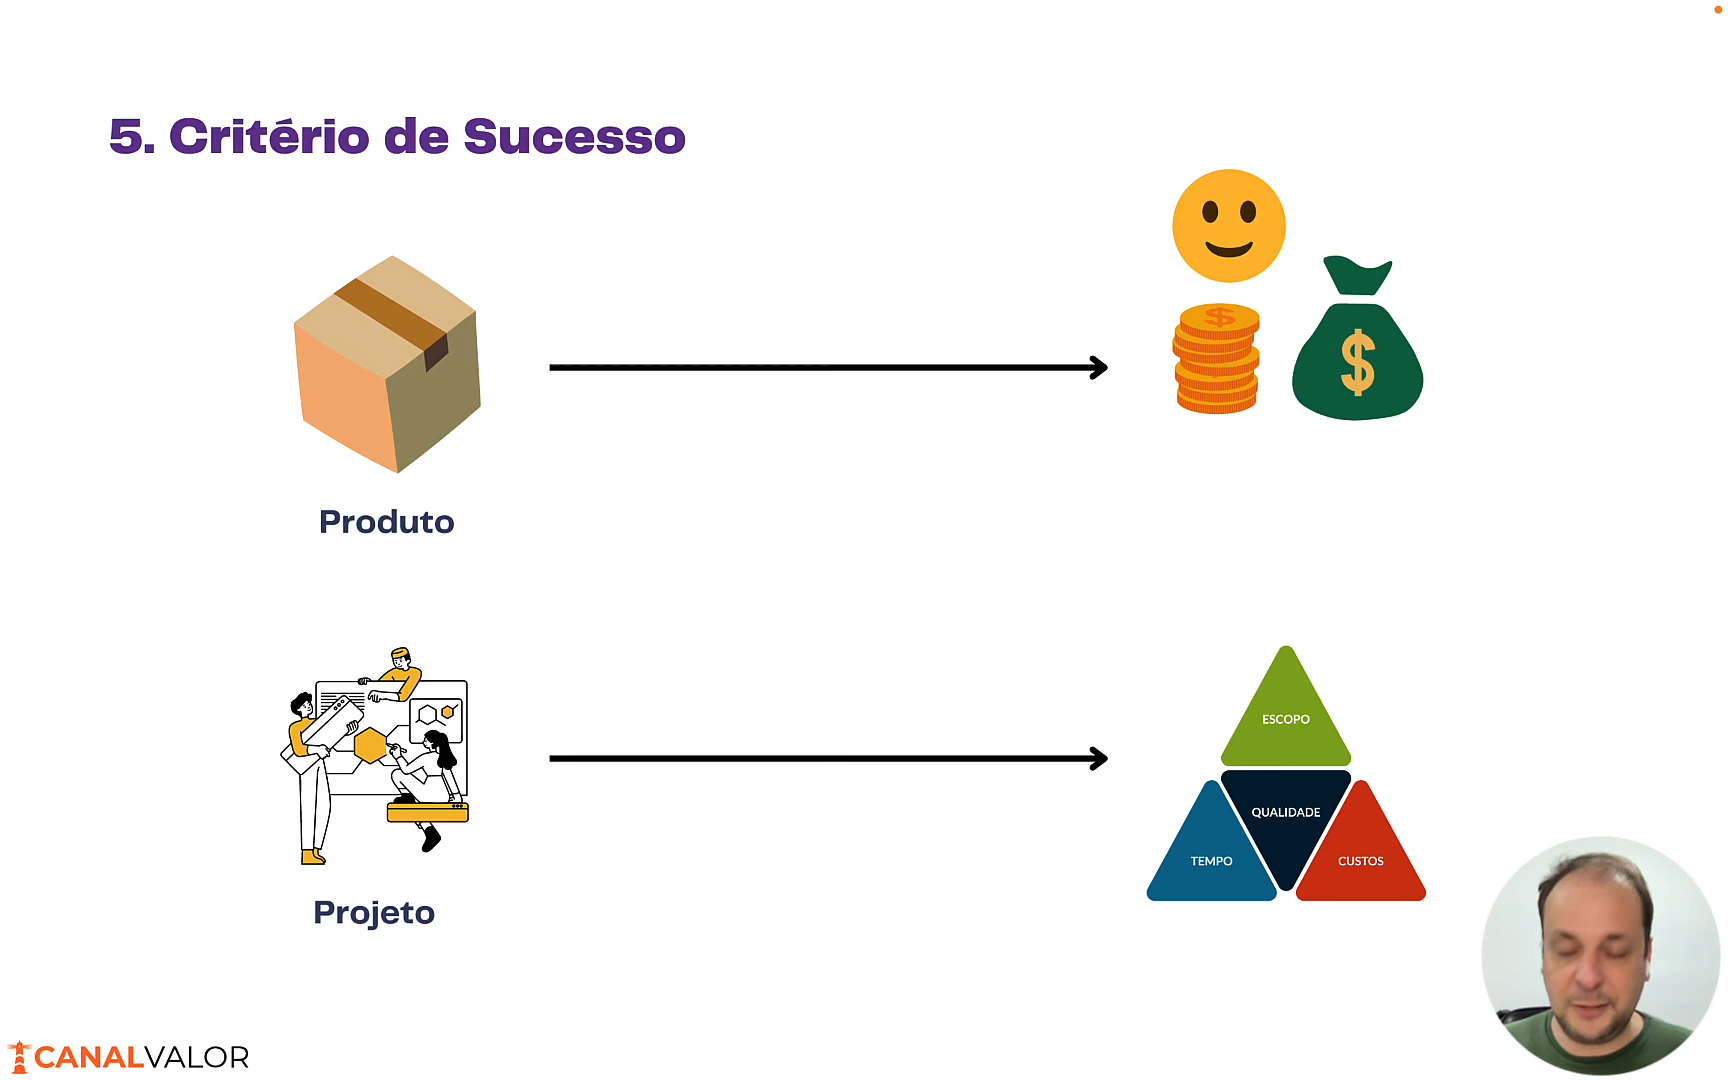 5. Critério de Sucesso
$
$
Produto
ESCOPO
QUALIDADE
TEMPO
CUSTOS
Projeto
CANALVALOR